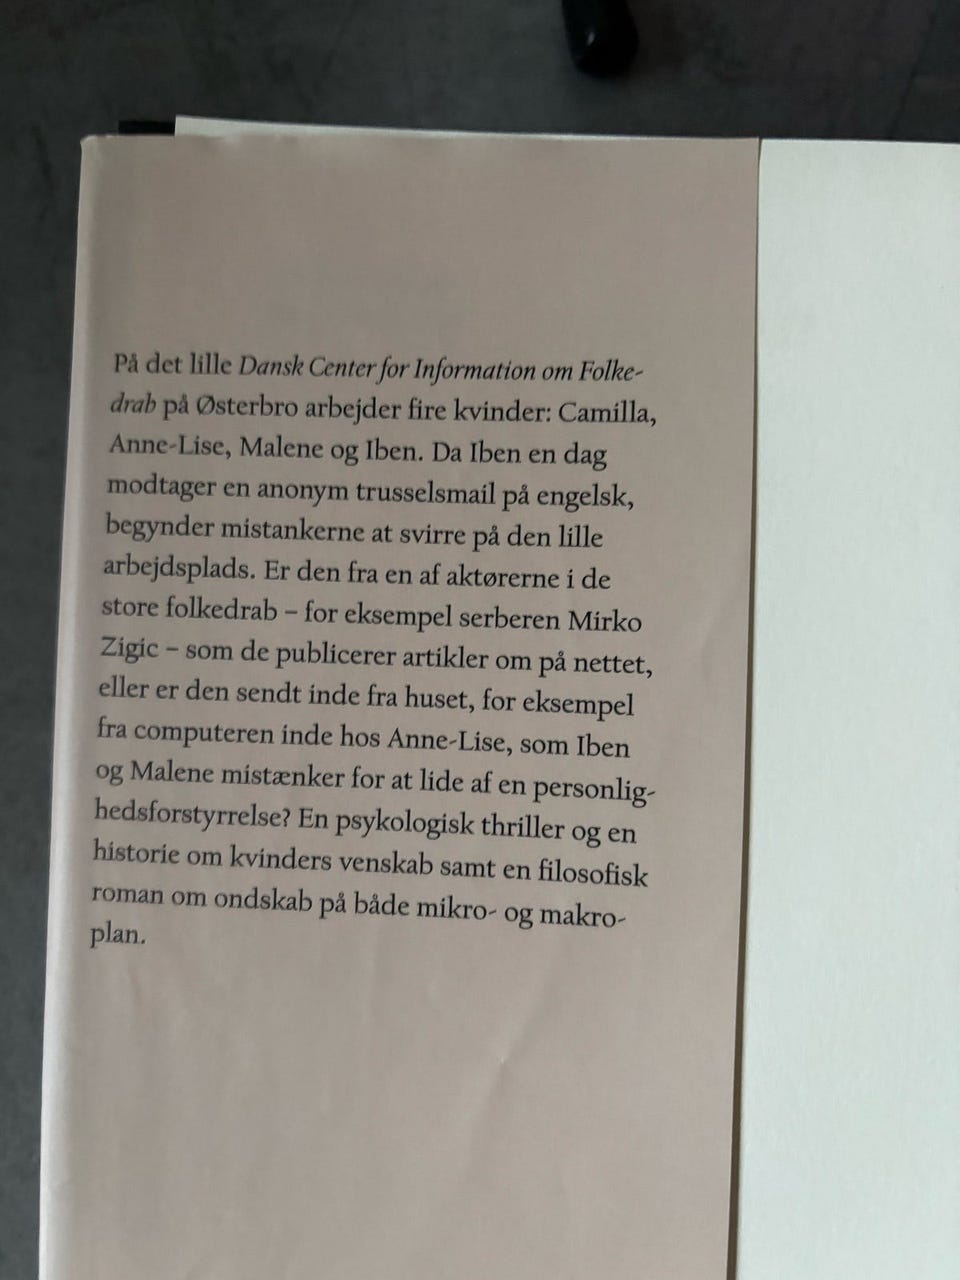 På det lille Dansk Center for Information om Folke-
drab på Østerbro arbejder fire kvinder: Camilla,
Anne-Lise, Malene og Iben. Da Iben en dag
modtager en anonym trusselsmail på engelsk,
begynder mistankerne at svirre på den lille
arbejdsplads. Er den fra en af aktørerne i de
store folkedrab – for eksempel serberen Mirko
Zigic – som de publicerer artikler om på nettet,
eller er den sendt inde fra huset, for eksempel
fra computeren inde hos Anne-Lise, som Iben
og Malene mistænker for at lide af en personlig-
hedsforstyrrelse? En psykologisk thriller og en
historie om kvinders venskab samt en filosofisk
roman om ondskab på både mikro- og makro-
plan.